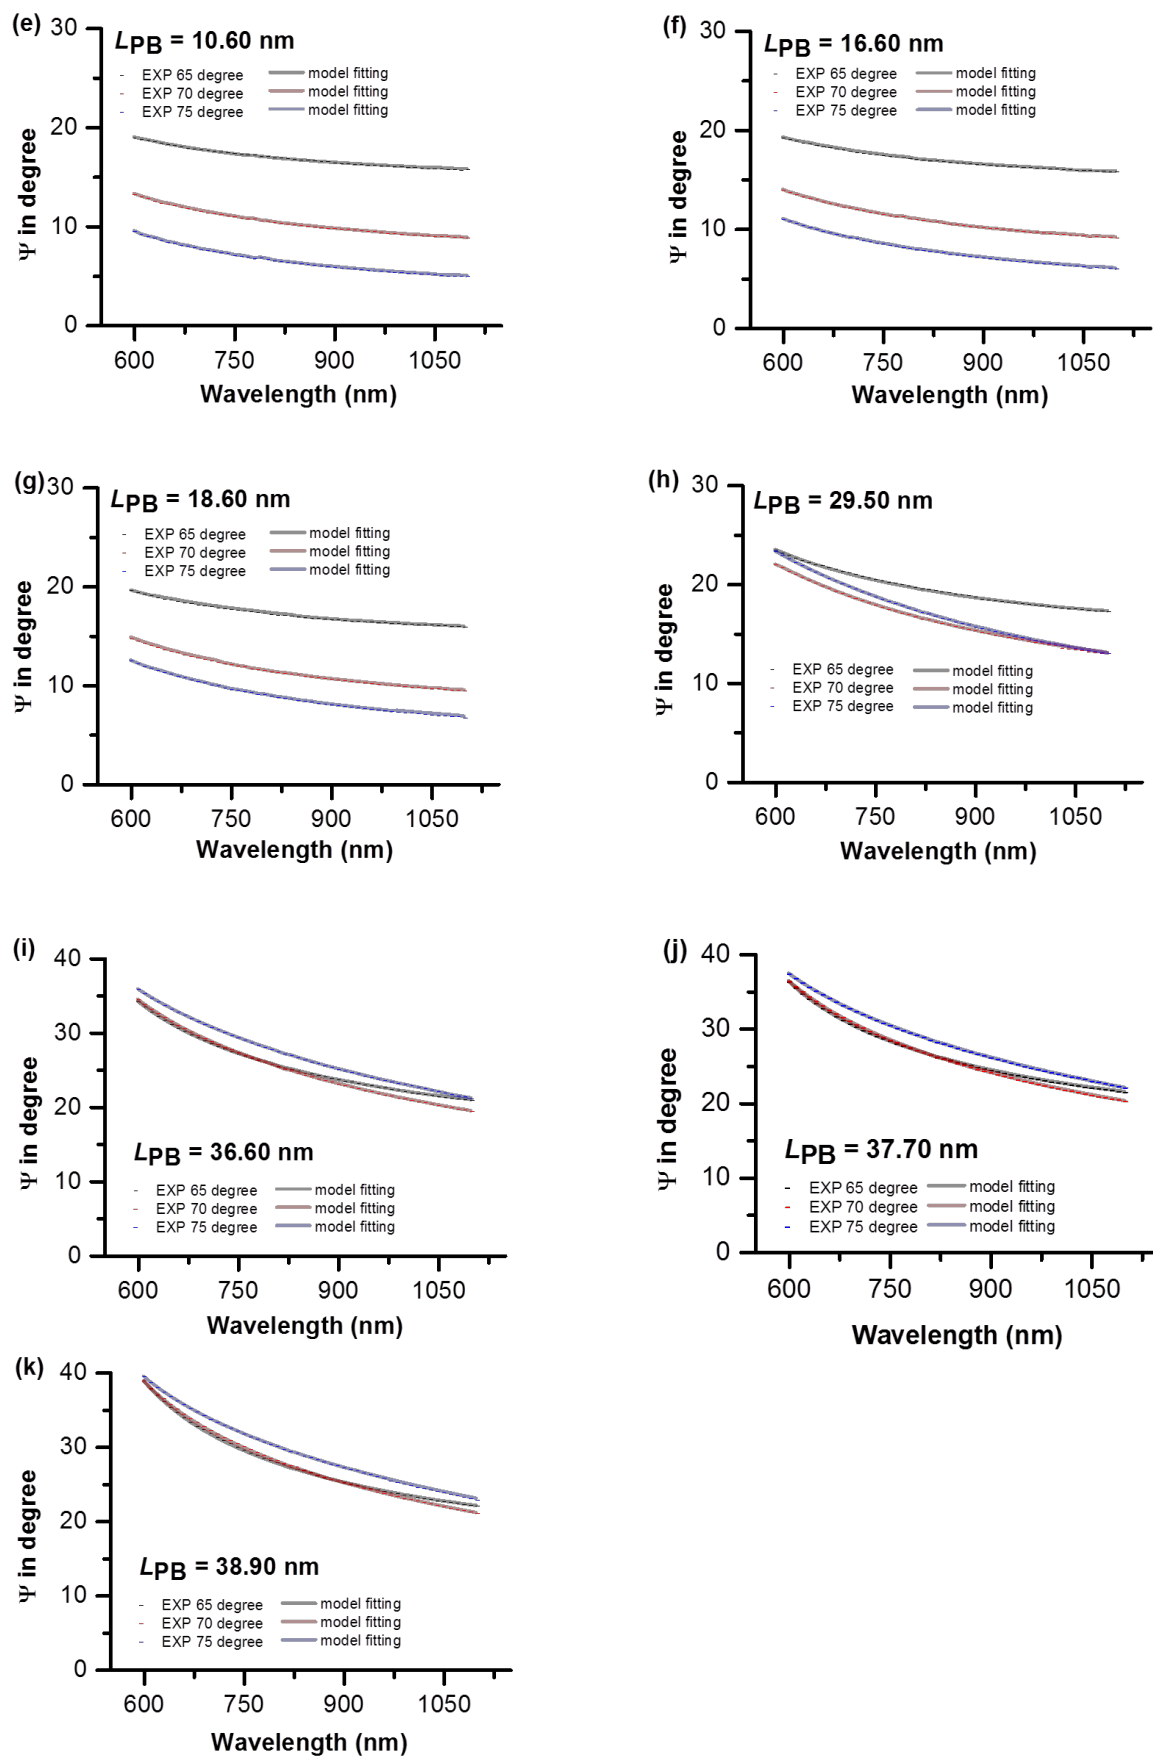 (e)
L_PB = 10.60 nm
EXP 65 degree model fitting
EXP 70 degree model fitting
EXP 75 degree model fitting
Ψ in degree
30
20
10
0
600 750 900 1050
Wavelength (nm)
(f)
L_PB = 16.60 nm
EXP 65 degree model fitting
EXP 70 degree model fitting
EXP 75 degree model fitting
Ψ in degree
30
20
10
0
600 750 900 1050
Wavelength (nm)
(g)
L_PB = 18.60 nm
EXP 65 degree model fitting
EXP 70 degree model fitting
EXP 75 degree model fitting
Ψ in degree
30
20
10
0
600 750 900 1050
Wavelength (nm)
(h)
L_PB = 29.50 nm
EXP 65 degree model fitting
EXP 70 degree model fitting
EXP 75 degree model fitting
Ψ in degree
30
20
10
0
600 750 900 1050
Wavelength (nm)
(i)
L_PB = 36.60 nm
EXP 65 degree model fitting
EXP 70 degree model fitting
EXP 75 degree model fitting
Ψ in degree
40
30
20
10
0
600 750 900 1050
Wavelength (nm)
(j)
L_PB = 37.70 nm
EXP 65 degree model fitting
EXP 70 degree model fitting
EXP 75 degree model fitting
Ψ in degree
40
30
20
10
0
600 750 900 1050
Wavelength (nm)
(k)
L_PB = 38.90 nm
EXP 65 degree model fitting
EXP 70 degree model fitting
EXP 75 degree model fitting
Ψ in degree
40
30
20
10
0
600 750 900 1050
Wavelength (nm)